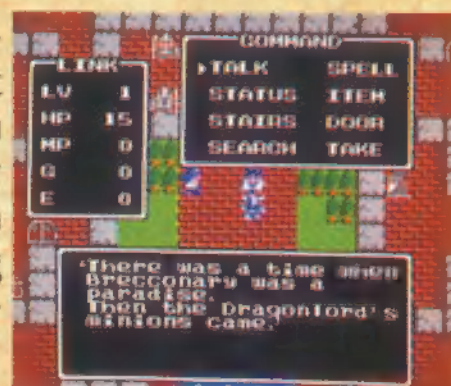 LINK
LV 1
HP 15
MP 0
G 0
E 0
COMMAND
▶TALK SPELL
STATUS ITEM
STAIRS DOOR
SEARCH TAKE
'There was a time when
Brecconary was a
paradise.
Then the Dragonlord's
minions came.'